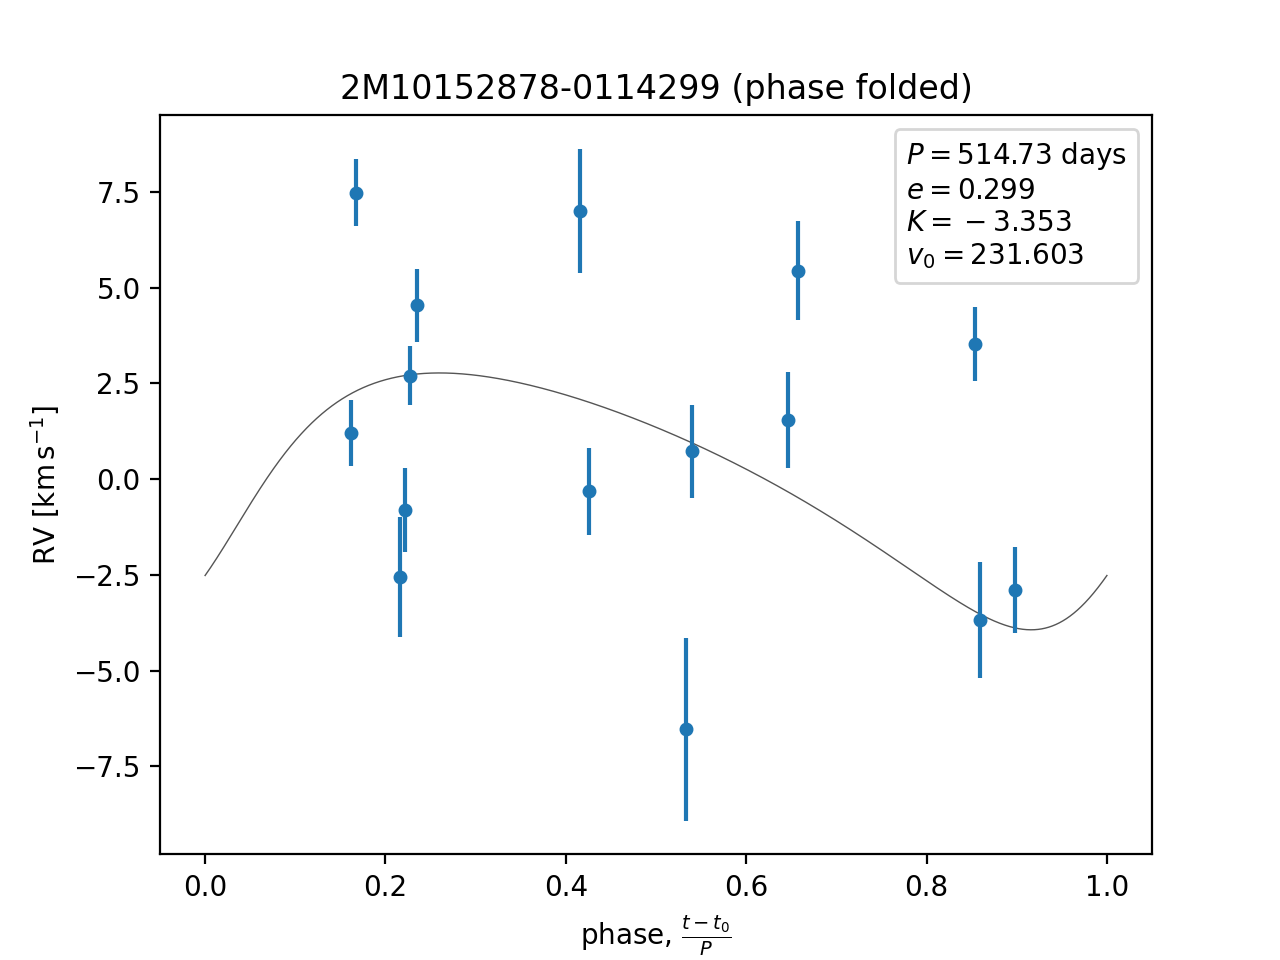 2M10152878-0114299 (phase folded)
P = 514.73 days
e = 0.299
K = −3.353
v₀ = 231.603
RV [km s⁻¹]
7.5
5.0
2.5
0.0
−2.5
−5.0
−7.5
0.0 0.2 0.4 0.6 0.8 1.0
phase, (t − t₀)/P